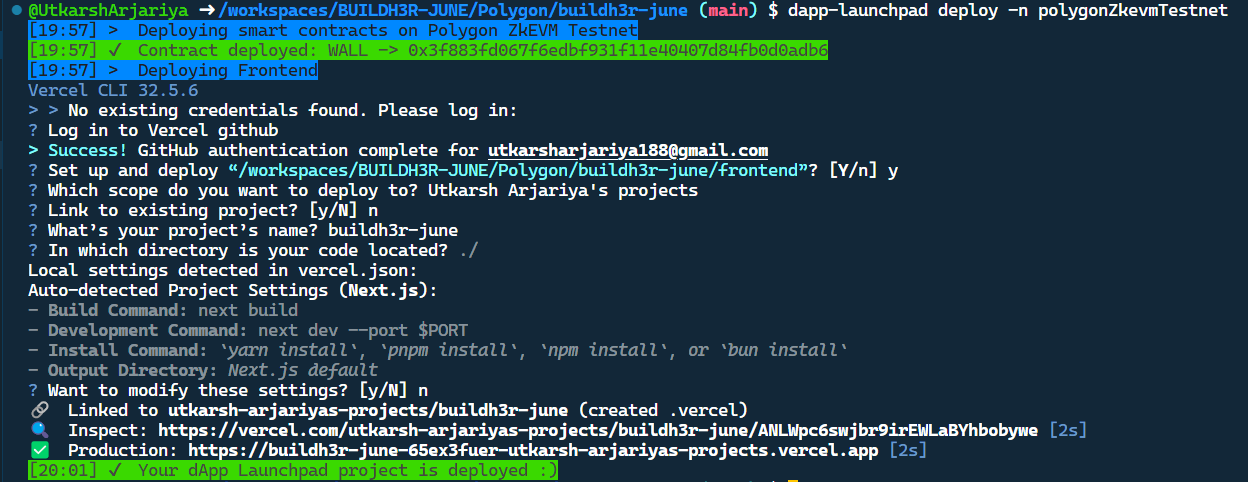 @UtkarshArjariya ➜/workspaces/BUILDH3R-JUNE/Polygon/buildh3r-june (main) $ dapp-launchpad deploy -n polygonZkevmTestnet
[19:57] >  Deploying smart contracts on Polygon ZkEVM Testnet
[19:57] ✓  Contract deployed: WALL -> 0x3f883fd067f6edbf931f11e40407d84fb0d0adb6
[19:57] >  Deploying Frontend
Vercel CLI 32.5.6
> > No existing credentials found. Please log in:
? Log in to Vercel github
> Success! GitHub authentication complete for utkarsharjariya188@gmail.com
? Set up and deploy “/workspaces/BUILDH3R-JUNE/Polygon/buildh3r-june/frontend”? [Y/n] y
? Which scope do you want to deploy to? Utkarsh Arjariya's projects
? Link to existing project? [y/N] n
? What’s your project’s name? buildh3r-june
? In which directory is your code located? ./
Local settings detected in vercel.json:
Auto-detected Project Settings (Next.js):
- Build Command: next build
- Development Command: next dev --port $PORT
- Install Command: `yarn install`, `pnpm install`, `npm install`, or `bun install`
- Output Directory: Next.js default
? Want to modify these settings? [y/N] n
🔗  Linked to utkarsh-arjariyas-projects/buildh3r-june (created .vercel)
🔍  Inspect: https://vercel.com/utkarsh-arjariyas-projects/buildh3r-june/ANLWpc6swjbr9irEWLaBYhbobywe [2s]
✅  Production: https://buildh3r-june-65ex3fuer-utkarsh-arjariyas-projects.vercel.app [2s]
[20:01] ✓  Your dApp Launchpad project is deployed :)